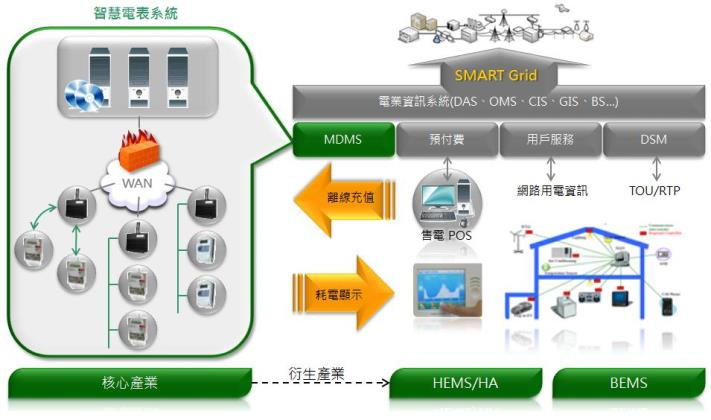 智慧電表系統
SMART Grid
電業資訊系統(DAS、OMS、CIS、GIS、BS...)
MDMS
預付費
用戶服務
DSM
WAN
離線充值
售電 POS
網路用電資訊
TOU/RTP
耗電顯示
核心產業
衍生產業
HEMS/HA
BEMS